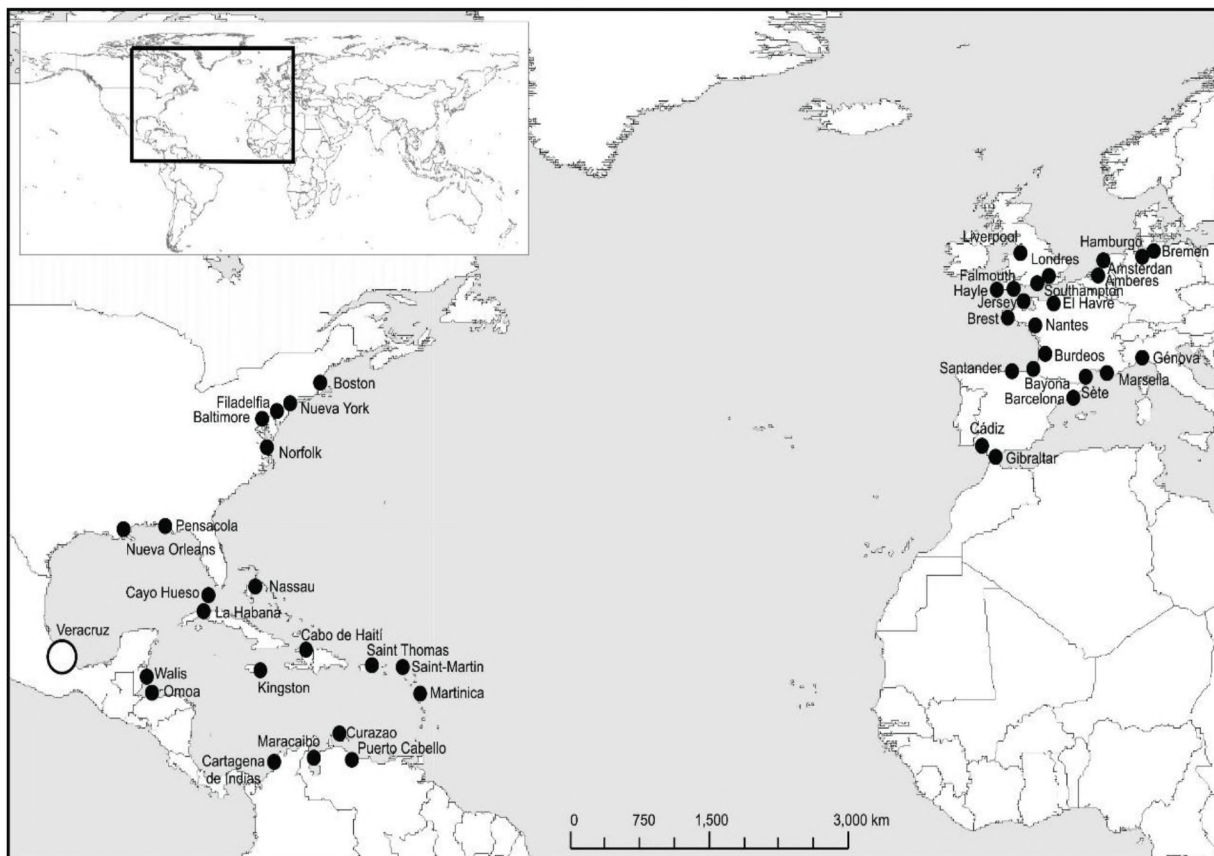 Liverpool
Hamburgo
Bremen
Londres
Amsterdan
Falmouth
Amberes
Hayle
Southampton
Jersey
El Havre
Brest
Nantes
Burdeos
Génova
Santander
Bayona
Marsella
Sète
Barcelona
Cádiz
Gibraltar
Boston
Filadelfia
Nueva York
Baltimore
Norfolk
Pensacola
Nueva Orleans
Cayo Hueso
Nassau
La Habana
Veracruz
Cabo de Haití
Saint Thomas
Saint-Martin
Walis
Kingston
Omoa
Martinica
Curazao
Maracaibo
Puerto Cabello
Cartagena
de Indias
0 750 1,500 3,000 km